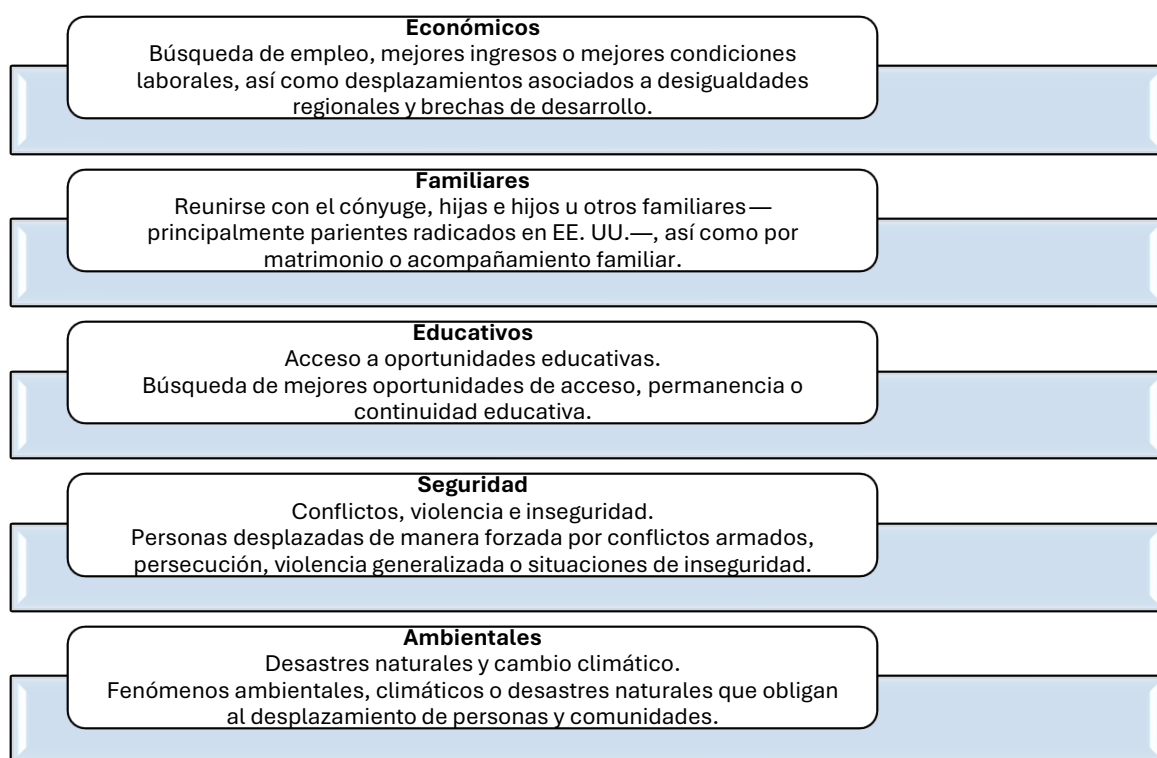 Económicos
Búsqueda de empleo, mejores ingresos o mejores condiciones
laborales, así como desplazamientos asociados a desigualdades
regionales y brechas de desarrollo.
Familiares
Reunirse con el cónyuge, hijas e hijos u otros familiares—
principalmente parientes radicados en EE. UU.—, así como por
matrimonio o acompañamiento familiar.
Educativos
Acceso a oportunidades educativas.
Búsqueda de mejores oportunidades de acceso, permanencia o
continuidad educativa.
Seguridad
Conflictos, violencia e inseguridad.
Personas desplazadas de manera forzada por conflictos armados,
persecución, violencia generalizada o situaciones de inseguridad.
Ambientales
Desastres naturales y cambio climático.
Fenómenos ambientales, climáticos o desastres naturales que obligan
al desplazamiento de personas y comunidades.